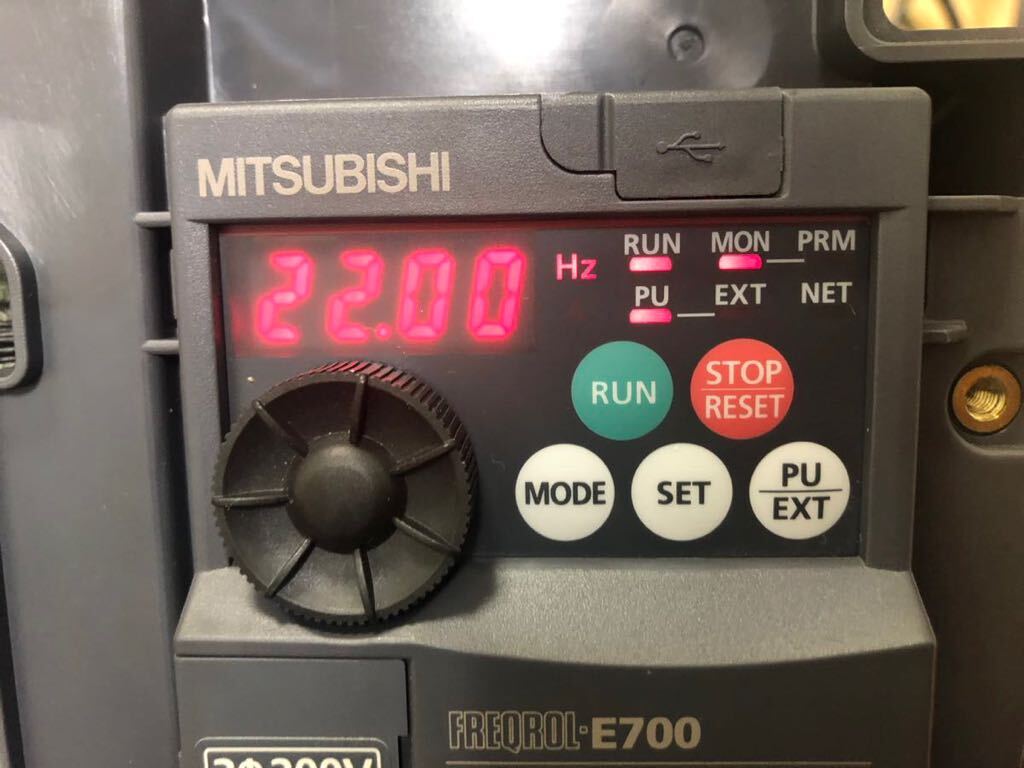 MITSUBISHI
22.00 Hz
RUN MON PRM
PU EXT NET
RUN
STOP
RESET
MODE
SET
PU
EXT
FREQROL-E700
3Φ200V